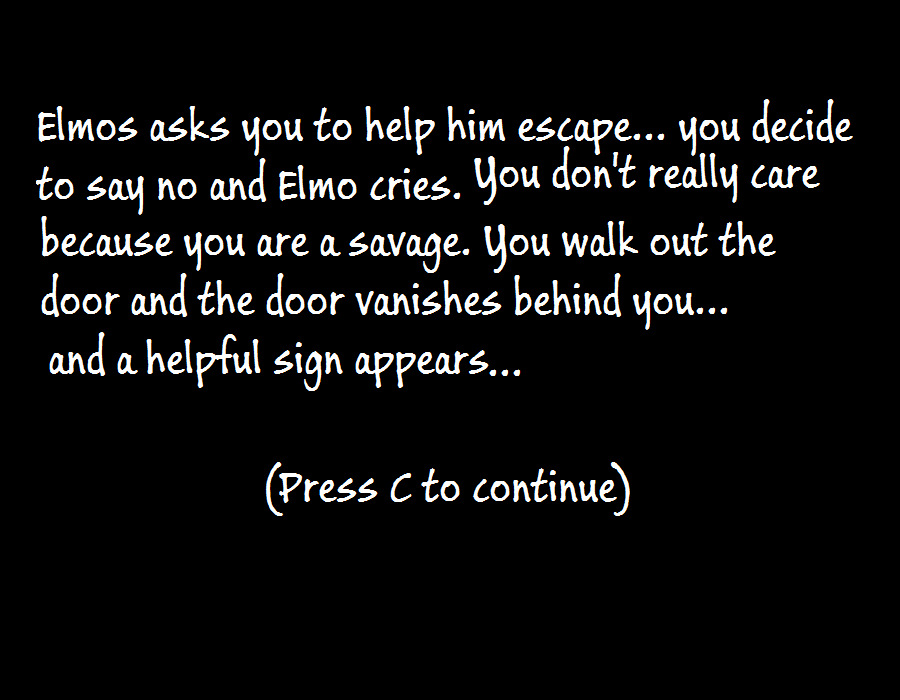 Elmos asks you to help him escape... you decide
to say no and Elmo cries. You don't really care
because you are a savage. You walk out the
door and the door vanishes behind you...
and a helpful sign appears...
(Press C to continue)